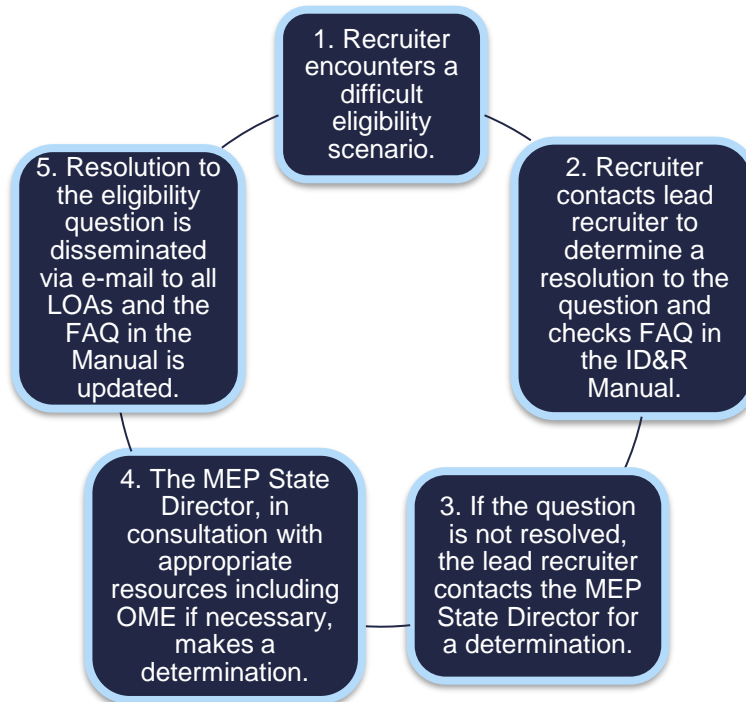 1. Recruiter
encounters a
difficult
eligibility
scenario.
2. Recruiter
contacts lead
recruiter to
determine a
resolution to the
question and
checks FAQ in
the ID&R
Manual.
3. If the question
is not resolved,
the lead recruiter
contacts the MEP
State Director for
a determination.
4. The MEP State
Director, in
consultation with
appropriate
resources including
OME if necessary,
makes a
determination.
5. Resolution to
the eligibility
question is
disseminated
via e-mail to all
LOAs and the
FAQ in the
Manual is
updated.